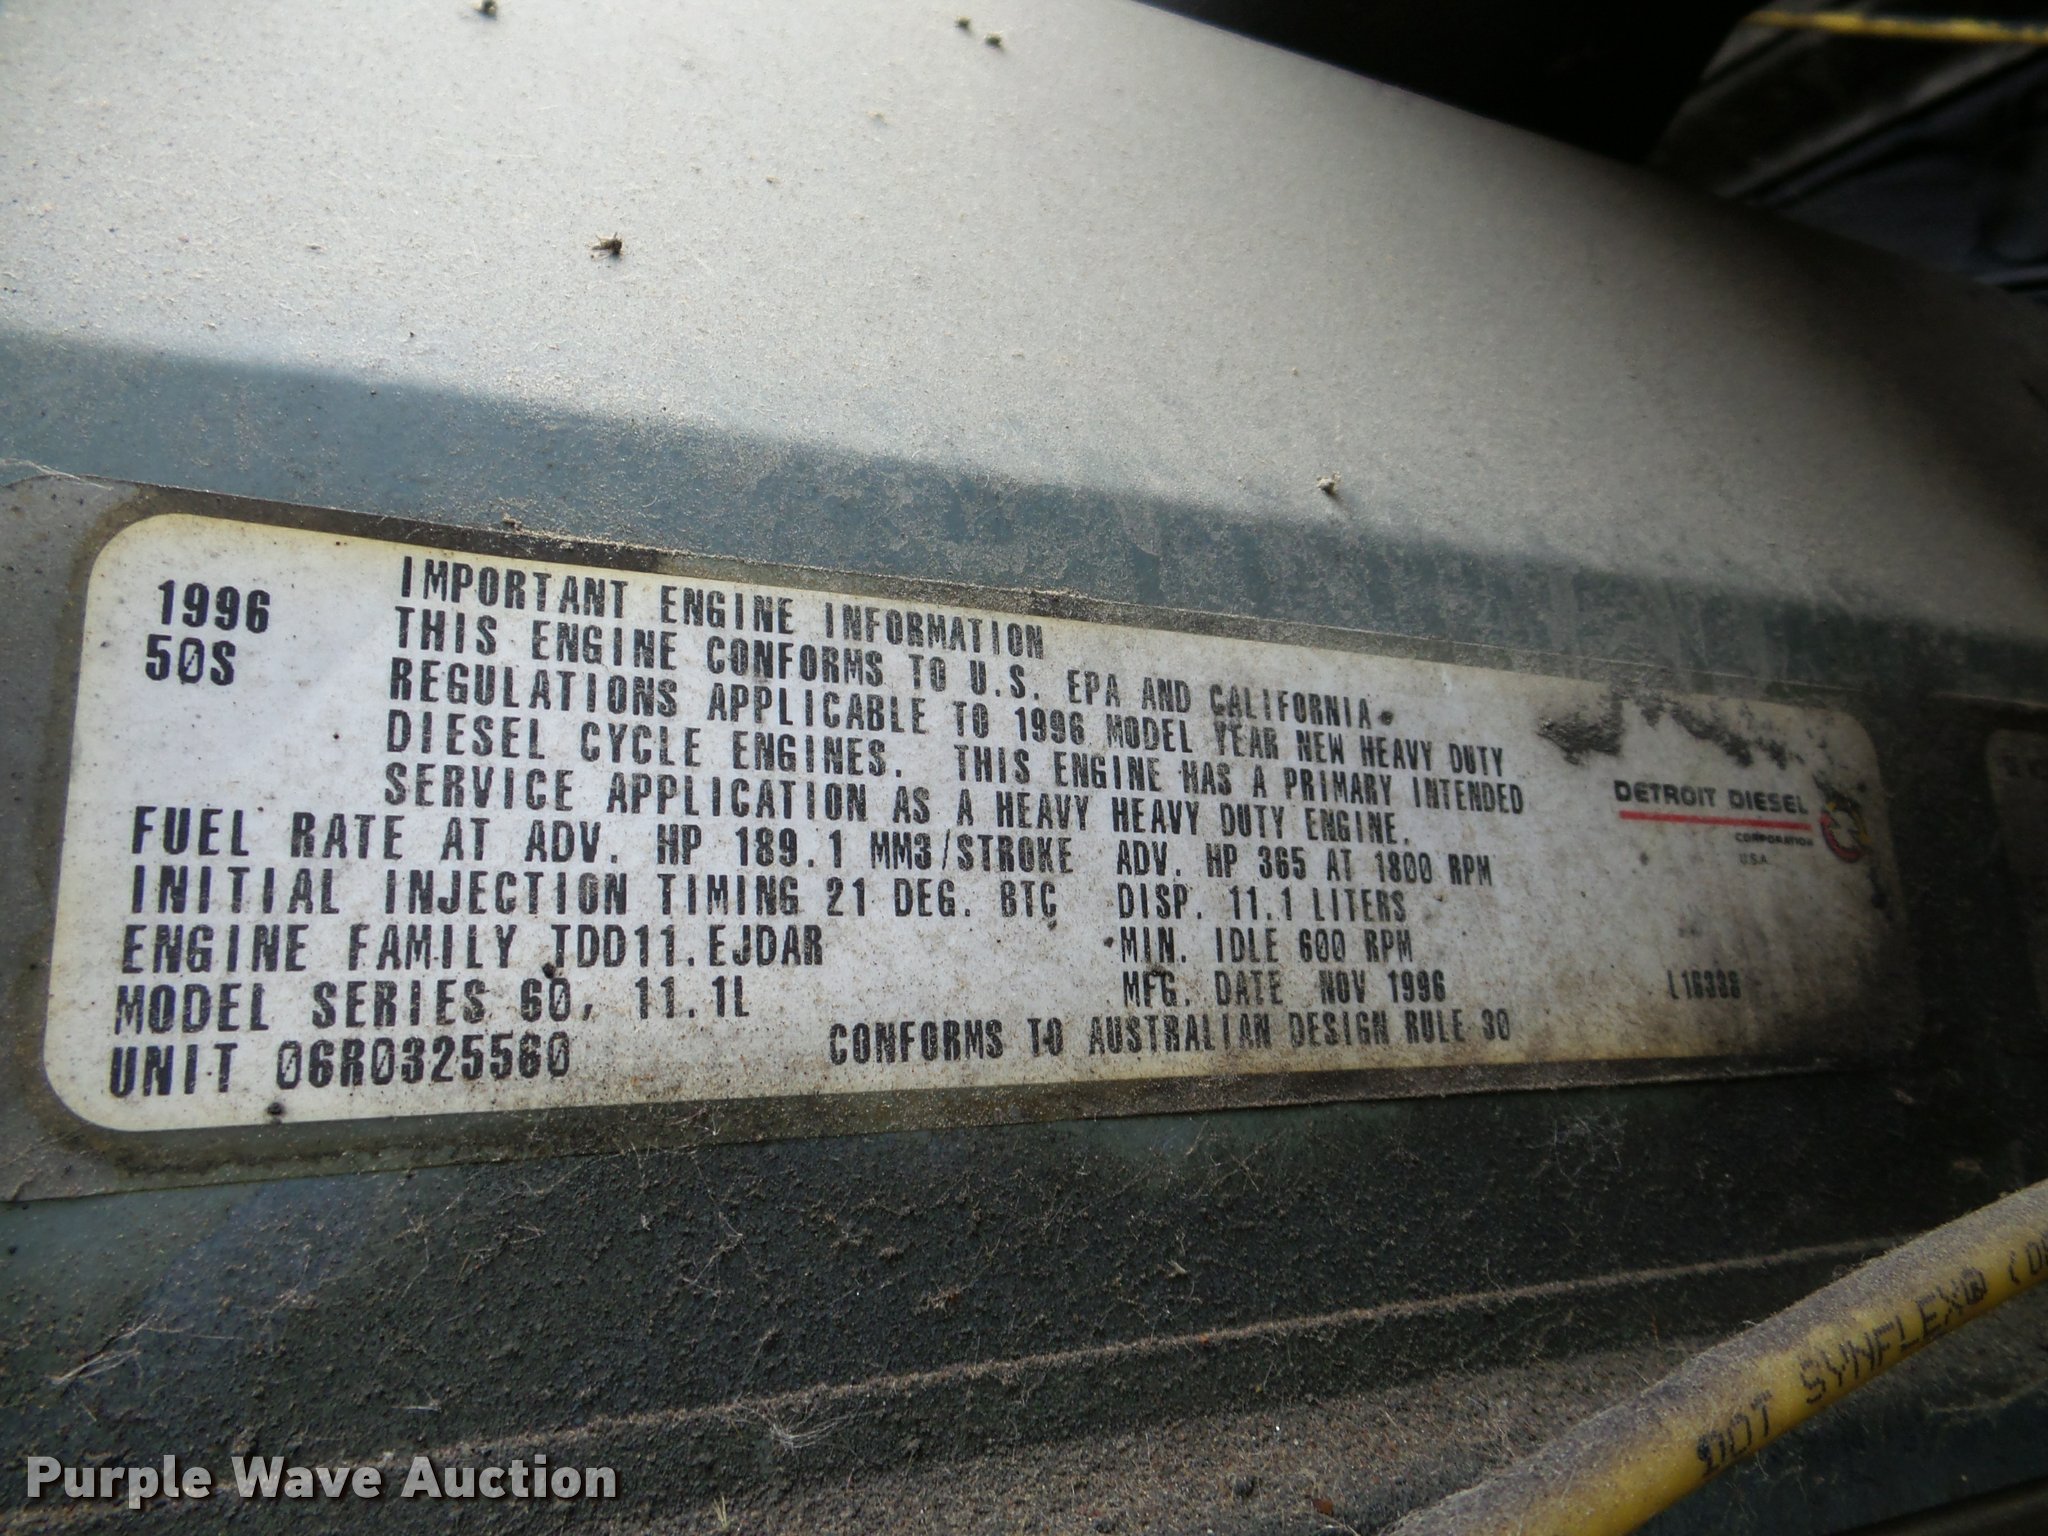 1996
50S
IMPORTANT ENGINE INFORMATION
THIS ENGINE CONFORMS TO U.S. EPA AND CALIFORNIA
REGULATIONS APPLICABLE TO 1996 MODEL YEAR NEW HEAVY DUTY
DIESEL CYCLE ENGINES. THIS ENGINE HAS A PRIMARY INTENDED
SERVICE APPLICATION AS A HEAVY HEAVY DUTY ENGINE.
FUEL RATE AT ADV. HP 189.1 MM3/STROKE ADV. HP 365 AT 1800 RPM
INITIAL INJECTION TIMING 21 DEG. BTC DISP. 11.1 LITERS
ENGINE FAMILY TDD11.EJDAR MIN. IDLE 600 RPM
MODEL SERIES 60, 11.1L MFG. DATE NOV 1996
UNIT 06R0325560 CONFORMS TO AUSTRALIAN DESIGN RULE 30
DETROIT DIESEL
CORPORATION
U.S.A.
DOT SYNFLEX®
Purple Wave Auction